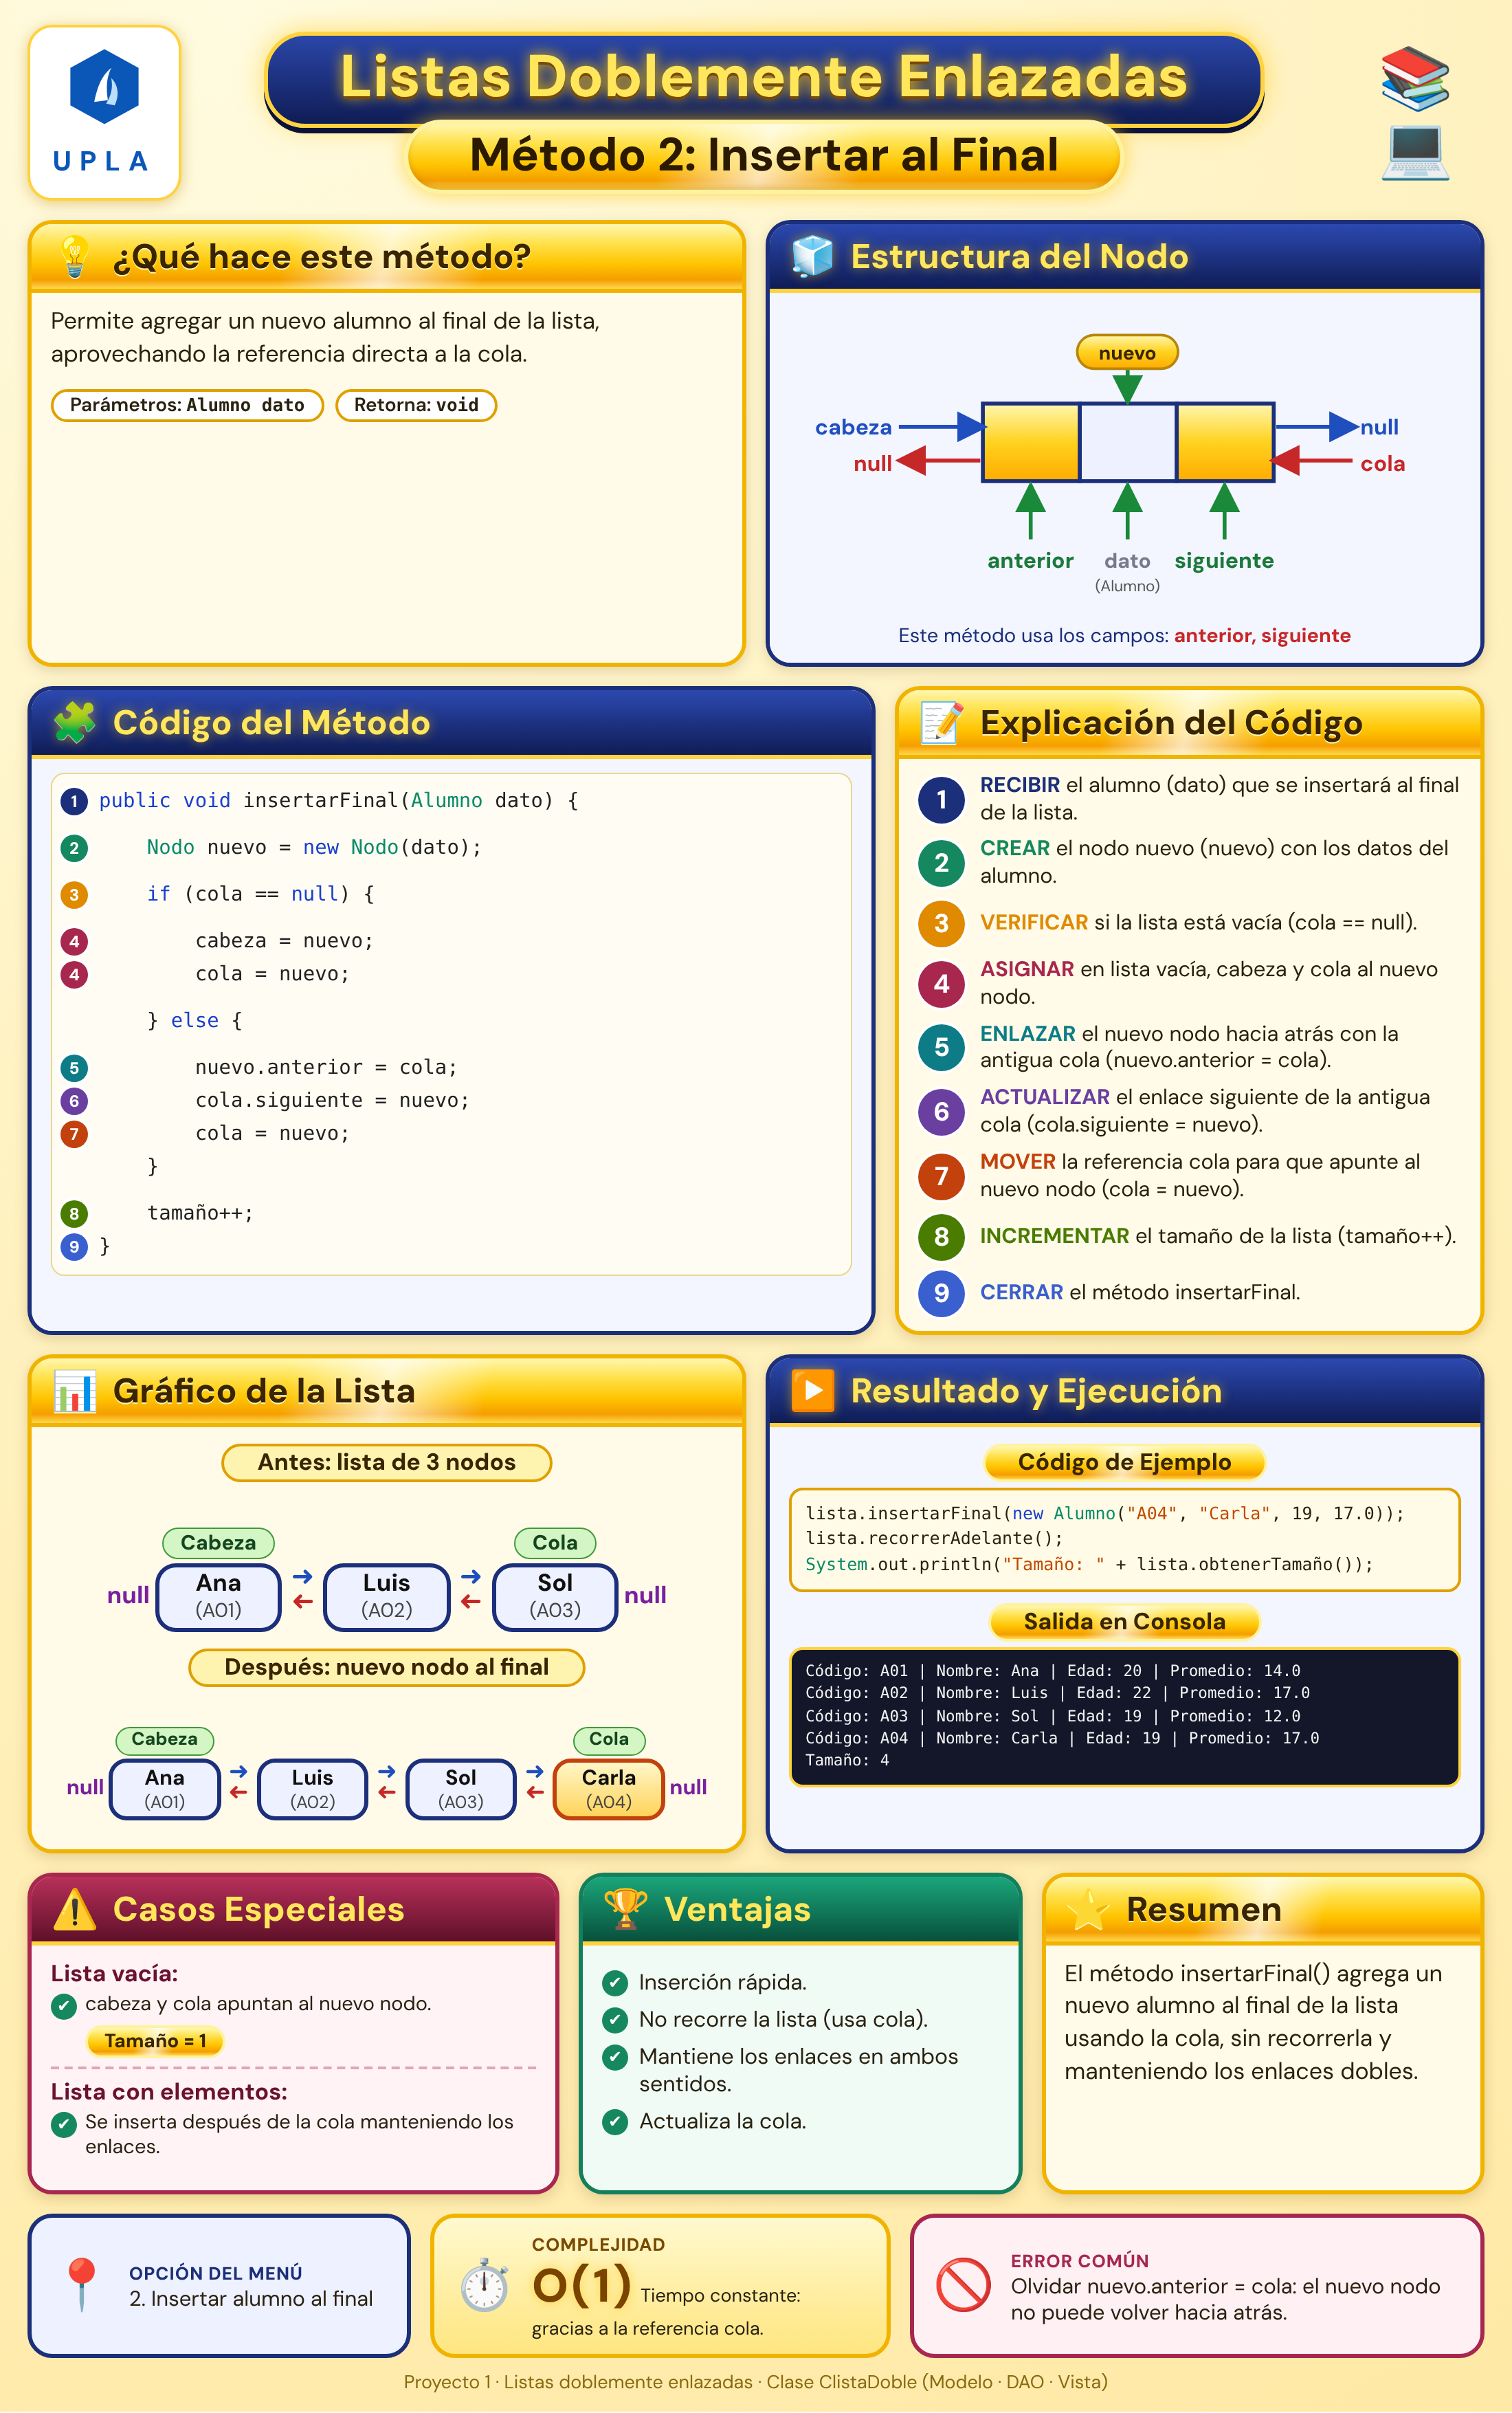 UPLA
Listas Doblemente Enlazadas
Método 2: Insertar al Final
¿Qué hace este método?
Permite agregar un nuevo alumno al final de la lista,
aprovechando la referencia directa a la cola.
Parámetros: Alumno dato
Retorna: void
Estructura del Nodo
nuevo
cabeza
null
null
cola
anterior
dato
siguiente
(Alumno)
Este método usa los campos: anterior, siguiente
Código del Método
1 public void insertarFinal(Alumno dato) {
2 Nodo nuevo = new Nodo(dato);
3 if (cola == null) {
4 cabeza = nuevo;
4 cola = nuevo;
} else {
5 nuevo.anterior = cola;
6 cola.siguiente = nuevo;
7 cola = nuevo;
}
8 tamaño++;
9 }
Explicación del Código
1 RECIBIR el alumno (dato) que se insertará al final
de la lista.
2 CREAR el nodo nuevo (nuevo) con los datos del
alumno.
3 VERIFICAR si la lista está vacía (cola == null).
4 ASIGNAR en lista vacía, cabeza y cola al nuevo
nodo.
5 ENLAZAR el nuevo nodo hacia atrás con la
antigua cola (nuevo.anterior = cola).
6 ACTUALIZAR el enlace siguiente de la antigua
cola (cola.siguiente = nuevo).
7 MOVER la referencia cola para que apunte al
nuevo nodo (cola = nuevo).
8 INCREMENTAR el tamaño de la lista (tamaño++).
9 CERRAR el método insertarFinal.
Gráfico de la Lista
Antes: lista de 3 nodos
Cabeza
Cola
null
Ana
(A01)
Luis
(A02)
Sol
(A03)
null
Después: nuevo nodo al final
Cabeza
Cola
null
Ana
(A01)
Luis
(A02)
Sol
(A03)
Carla
(A04)
null
Resultado y Ejecución
Código de Ejemplo
lista.insertarFinal(new Alumno("A04", "Carla", 19, 17.0));
lista.recorrerAdelante();
System.out.println("Tamaño: " + lista.obtenerTamaño());
Salida en Consola
Código: A01 | Nombre: Ana | Edad: 20 | Promedio: 14.0
Código: A02 | Nombre: Luis | Edad: 22 | Promedio: 17.0
Código: A03 | Nombre: Sol | Edad: 19 | Promedio: 12.0
Código: A04 | Nombre: Carla | Edad: 19 | Promedio: 17.0
Tamaño: 4
Casos Especiales
Lista vacía:
cabeza y cola apuntan al nuevo nodo.
Tamaño = 1
Lista con elementos:
Se inserta después de la cola manteniendo los
enlaces.
Ventajas
Inserción rápida.
No recorre la lista (usa cola).
Mantiene los enlaces en ambos
sentidos.
Actualiza la cola.
Resumen
El método insertarFinal() agrega un
nuevo alumno al final de la lista
usando la cola, sin recorrerla y
manteniendo los enlaces dobles.
OPCIÓN DEL MENÚ
2. Insertar alumno al final
COMPLEJIDAD
O(1) Tiempo constante:
gracias a la referencia cola.
ERROR COMÚN
Olvidar nuevo.anterior = cola: el nuevo nodo
no puede volver hacia atrás.
Proyecto 1 · Listas doblemente enlazadas · Clase ClistaDoble (Modelo · DAO · Vista)